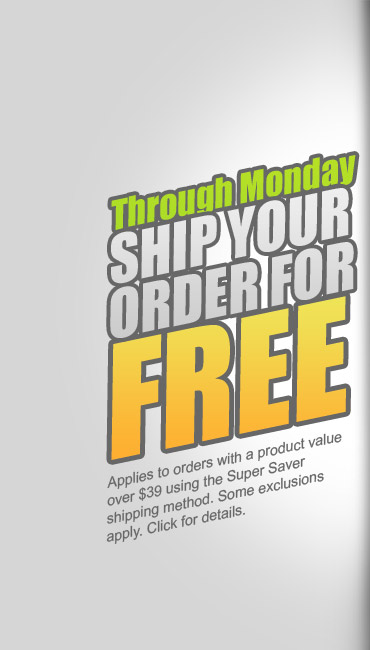 Through Monday
SHIP YOUR
ORDER FOR
FREE
Applies to orders with a product value
over $39 using the Super Saver
shipping method. Some exclusions
apply. Click for details.